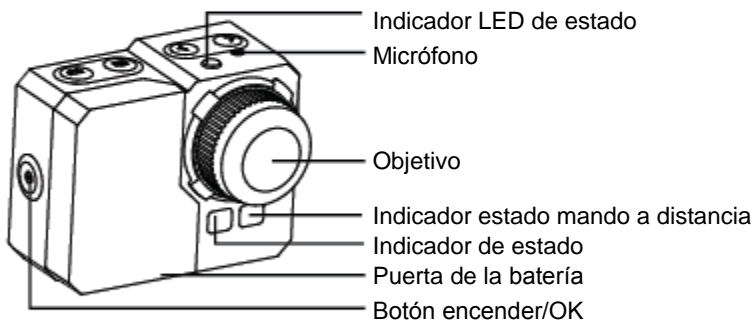 Indicador LED de estado
Micrófono
Objetivo
Indicador estado mando a distancia
Indicador de estado
Puerta de la batería
Botón encender/OK